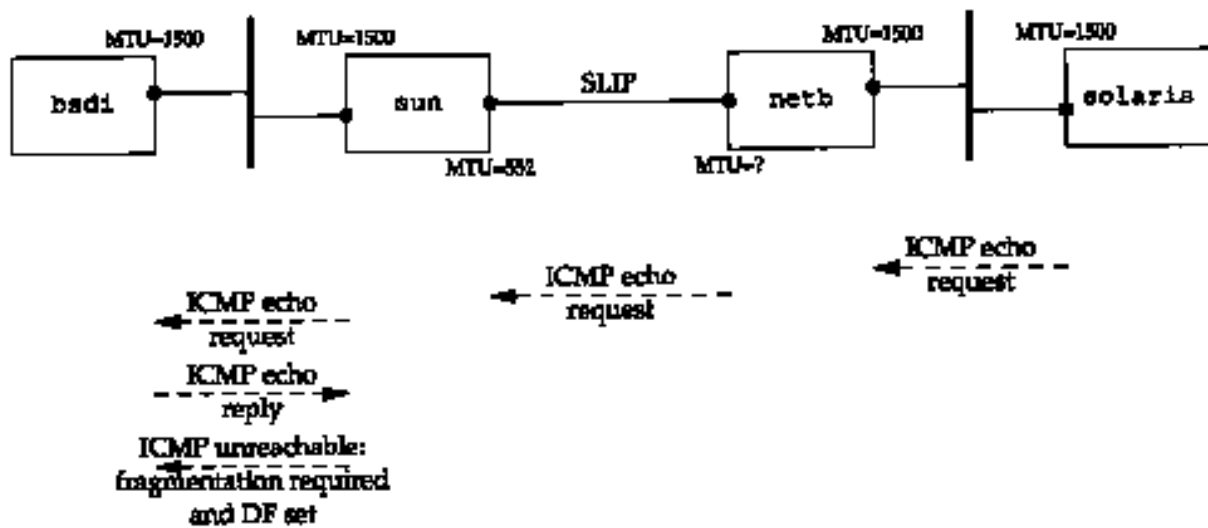 MTU=1500 MTU=1500 MTU=1500 MTU=1500
bsdi sun SLIP netb solaris
MTU=552 MTU=?
ICMP echo
request
ICMP echo
request
ICMP echo
request
ICMP echo
reply
ICMP unreachable:
fragmentation required
and DF set